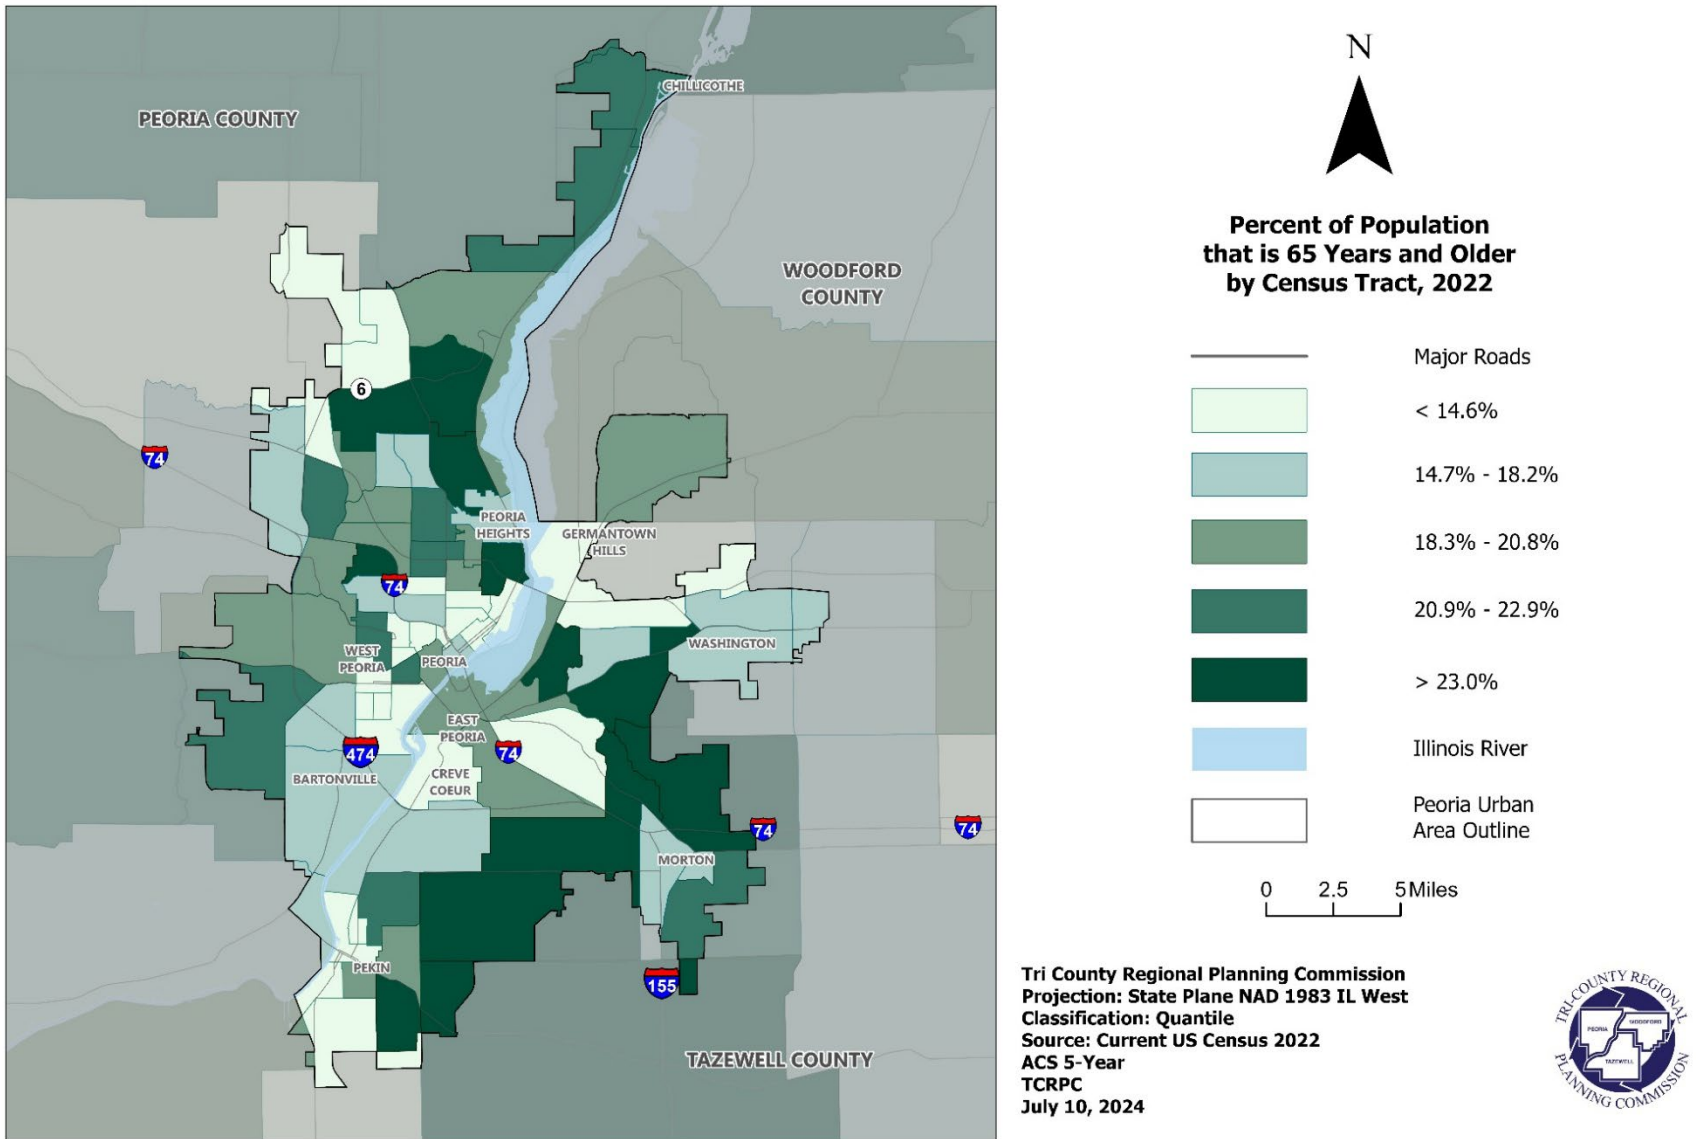 PEORIA COUNTY
CHILLICOTHE
WOODFORD
COUNTY
6
74
PEORIA
HEIGHTS
GERMANTOWN
HILLS
74
WEST
PEORIA
PEORIA
WASHINGTON
EAST
PEORIA
474
74
BARTONVILLE
CREVE
COEUR
74
74
MORTON
PEKIN
155
TAZEWELL COUNTY
N
Percent of Population
that is 65 Years and Older
by Census Tract, 2022
Major Roads
< 14.6%
14.7% - 18.2%
18.3% - 20.8%
20.9% - 22.9%
> 23.0%
Illinois River
Peoria Urban
Area Outline
0 2.5 5 Miles
Tri County Regional Planning Commission
Projection: State Plane NAD 1983 IL West
Classification: Quantile
Source: Current US Census 2022
ACS 5-Year
TCRPC
July 10, 2024
TRI-COUNTY REGIONAL
PEORIA
WOODFORD
TAZEWELL
PLANNING COMMISSION